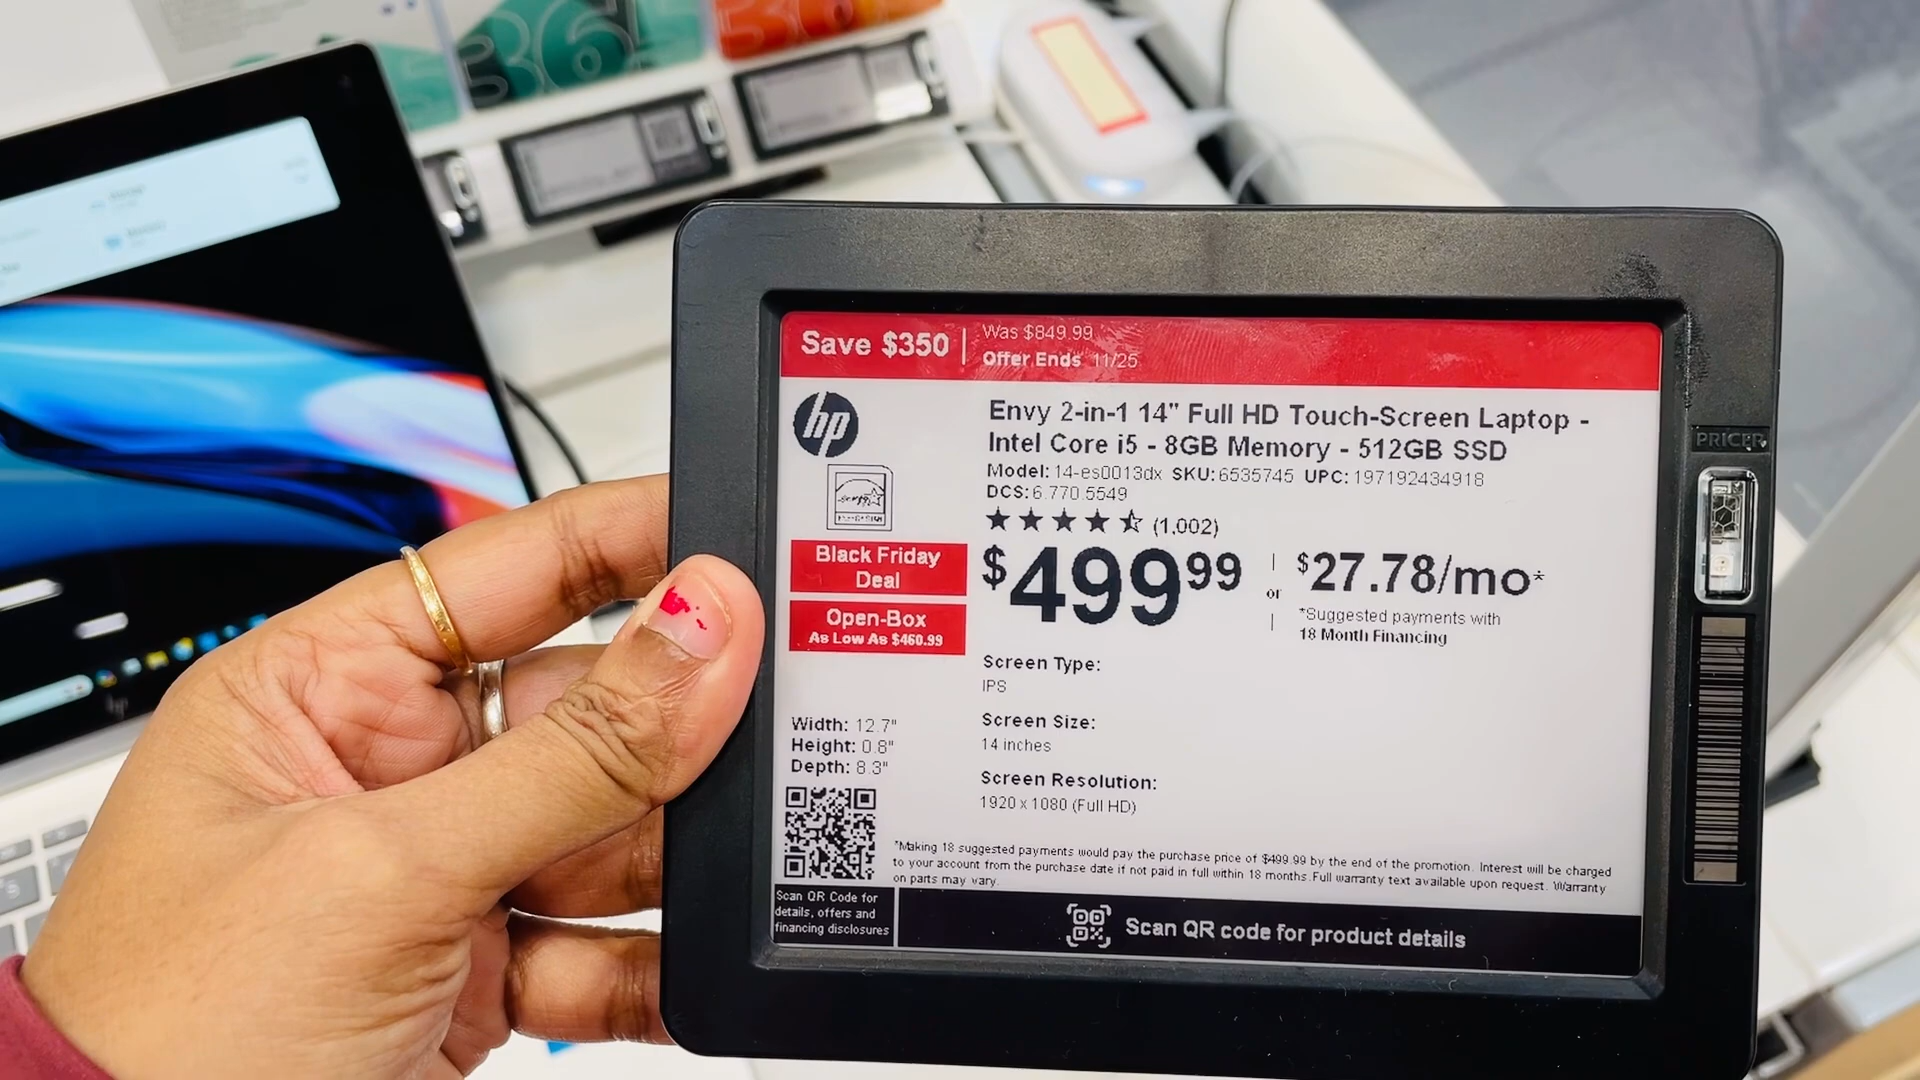 Save $350
Was $849.99
Offer Ends 11/25
hp
Envy 2-in-1 14" Full HD Touch-Screen Laptop -
Intel Core i5 - 8GB Memory - 512GB SSD
Model: 14-es0013dx SKU:6535745 UPC:197192434918
DCS:6.770.5549
(1,002)
Black Friday
Deal
Open-Box
As Low As $460.99
$499 99
or
$27.78/mo*
*Suggested payments with
18 Month Financing
Screen Type:
IPS
Screen Size:
14 inches
Screen Resolution:
1920 x 1080 (Full HD)
Width: 12.7"
Height: 0.8"
Depth: 8.3"
*Making 18 suggested payments would pay the purchase price of $499.99 by the end of the promotion. Interest will be charged
to your account from the purchase date if not paid in full within 18 months.Full warranty text available upon request. Warranty
on parts may vary.
Scan QR Code for
details, offers and
financing disclosures
Scan QR code for product details
PRICER
36